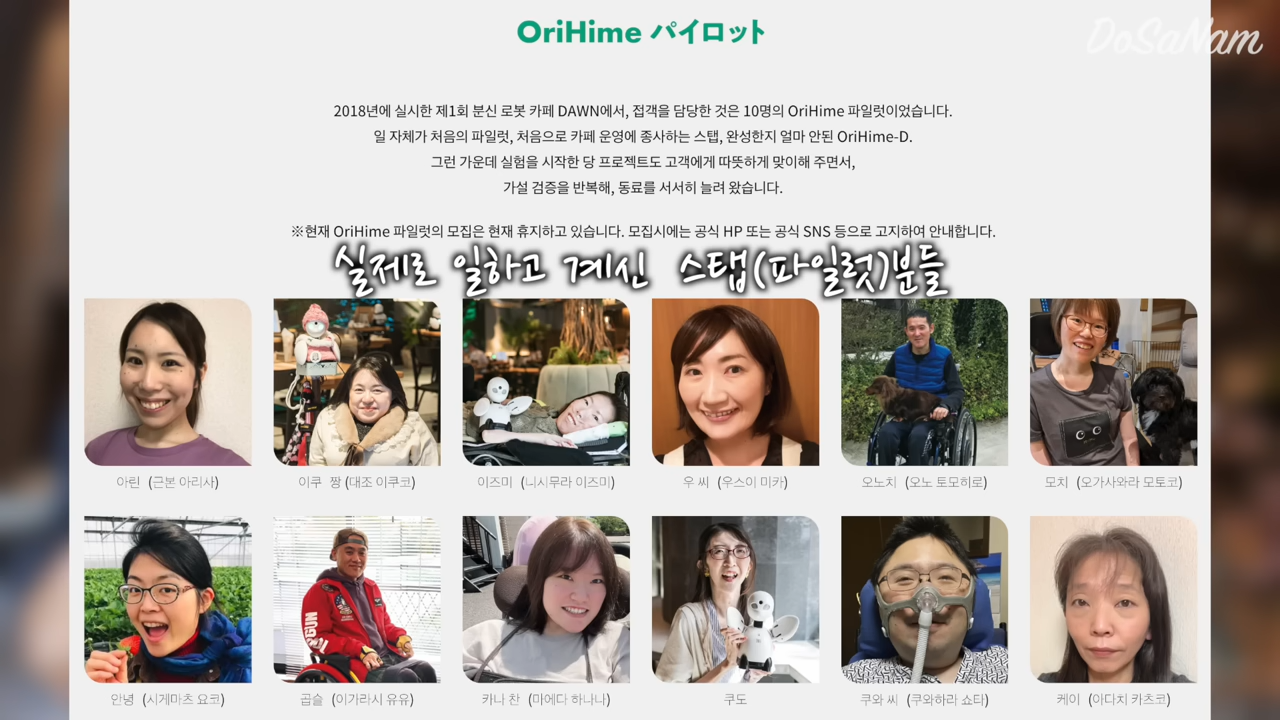 OriHime パイロット
DoSaNam
2018년에 실시한 제1회 분신 로봇 카페 DAWN에서, 접객을 담당한 것은 10명의 OriHime 파일럿이었습니다.
일 자체가 처음의 파일럿, 처음으로 카페 운영에 종사하는 스탭, 완성한지 얼마 안된 OriHime-D.
그런 가운데 실험을 시작한 당 프로젝트도 고객에게 따뜻하게 맞이해 주면서,
가설 검증을 반복해, 동료를 서서히 늘려 왔습니다.
※현재 OriHime 파일럿의 모집은 현재 휴지하고 있습니다. 모집시에는 공식 HP 또는 공식 SNS 등으로 고지하여 안내합니다.
실제로 일하고 계신 스탭(파일럿)분들
아린 (근본 아리사)
이쿠 짱 (대조 이쿠코)
이즈미 (니시무라 이즈미)
우 씨 (우스이 미카)
오노치 (오노 토모히로)
모치 (오가사와라 모토코)
안녕 (시게마츠 요코)
곱슬 (이가라시 유유)
카나 찬 (마에다 하나나)
쿠도
쿠와 씨 (쿠와하라 쇼타)
케이 (아다치 카츠코)